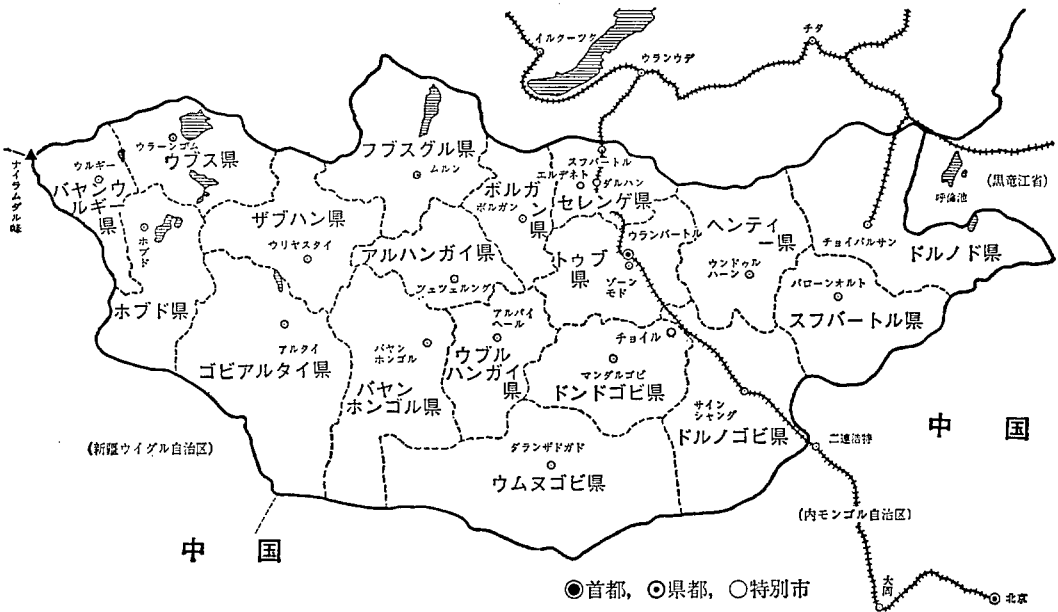 イルクーツク
ウランウデ
チタ
ナイラムダル峠
ウルギー
バヤンウルギー県
ウラーンゴム
ウブス県
ホブド
ホブド県
フブスグル県
ムルン
ザブハン県
ウリヤスタイ
アルハンガイ県
ツェツェルレグ
ボルガン県
ボルガン
スフバートル
エルデネト
ダルハン
セレンゲ県
ウランバートル
トゥブ県
ゾーンモド
ヘンティー県
ウンドゥルハーン
チョイバルサン
ドルノド県
呼倫池
(黒竜江省)
バローンオルト
スフバートル県
アルタイ
ゴビアルタイ県
バヤンホンゴル
バヤンホンゴル県
アルバイヘール
ウブルハンガイ県
チョイル
マンダルゴビ
ドンドゴビ県
サインシャンダ
ドルノゴビ県
ダランザドガド
ウムヌゴビ県
(新疆ウイグル自治区)
中国
中国
二連浩特
(内モンゴル自治区)
大同
北京
◉首都, ⊙県都, ○特別市